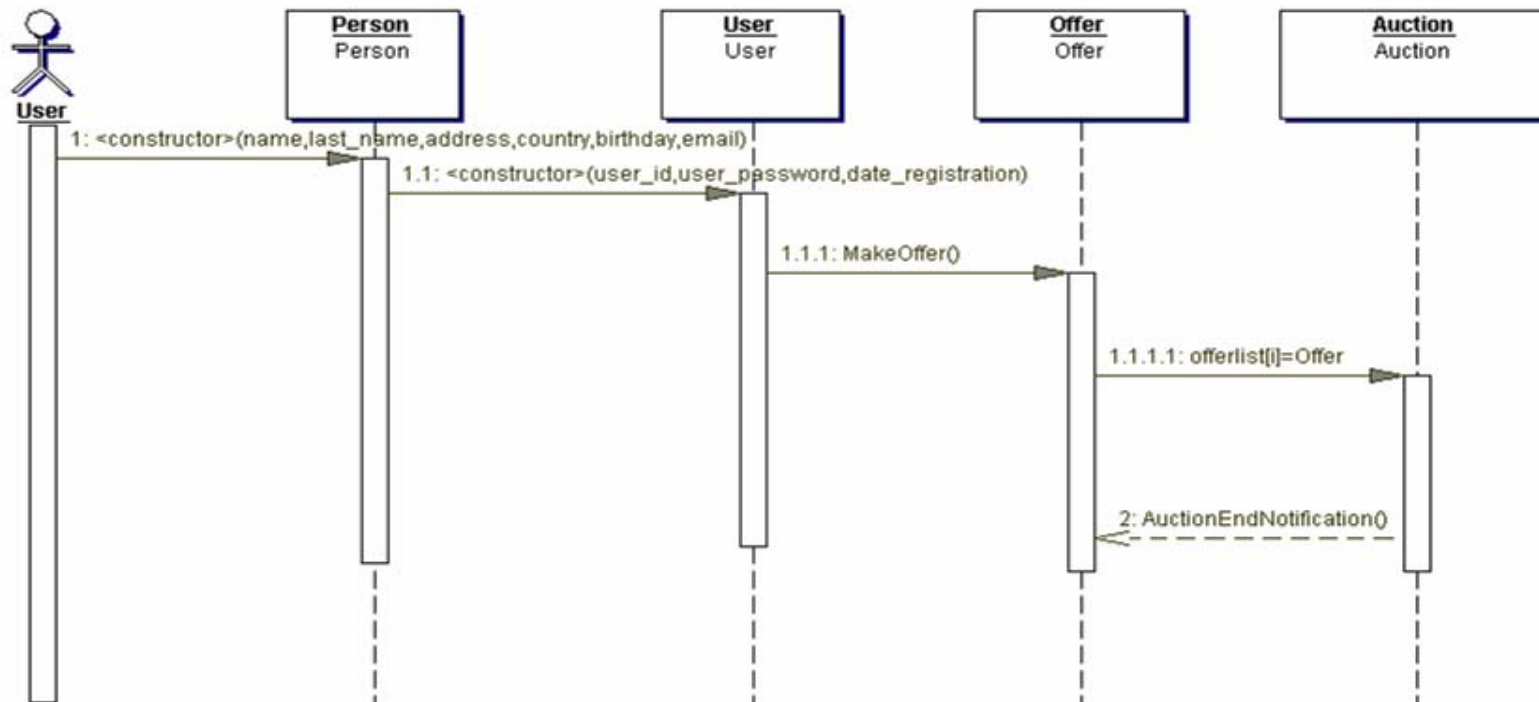 Person
Person
User
User
Offer
Offer
Auction
Auction
User
1: <constructor>(name,last_name,address,country,birthday,email)
1.1: <constructor>(user_id,user_password,date_registration)
1.1.1: MakeOffer()
1.1.1.1: offerlist[i]=Offer
2: AuctionEndNotification()